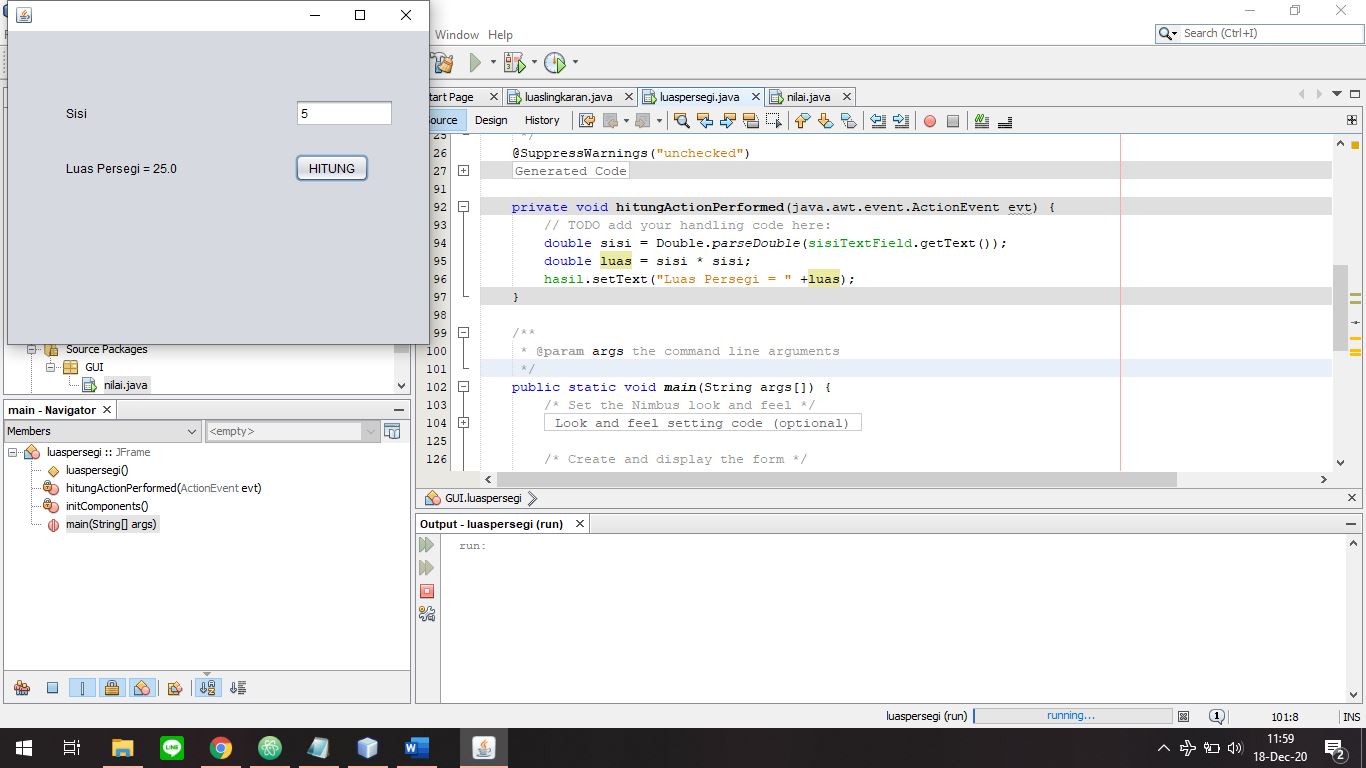 Sisi
5
Luas Persegi = 25.0
HITUNG
Window Help
Search (Ctrl+I)
tart Page
luaslingkaran.java
luaspersegi.java
nilai.java
ource
Design
History
25 */
26 @SuppressWarnings("unchecked")
27 Generated Code
91
92 private void hitungActionPerformed(java.awt.event.ActionEvent evt) {
93 // TODO add your handling code here:
94 double sisi = Double.parseDouble(sisiTextField.getText());
95 double luas = sisi * sisi;
96 hasil.setText("Luas Persegi = " +luas);
97 }
98
99 /**
100 * @param args the command line arguments
101 */
102 public static void main(String args[]) {
103 /* Set the Nimbus look and feel */
104 Look and feel setting code (optional)
125
126 /* Create and display the form */
GUI.luaspersegi
Source Packages
GUI
nilai.java
main - Navigator
Members
<empty>
luaspersegi :: JFrame
luaspersegi()
hitungActionPerformed(ActionEvent evt)
initComponents()
main(String[] args)
Output - luaspersegi (run)
run:
luaspersegi (run)
running...
1
101:8
INS
LINE
11:59
18-Dec-20
2